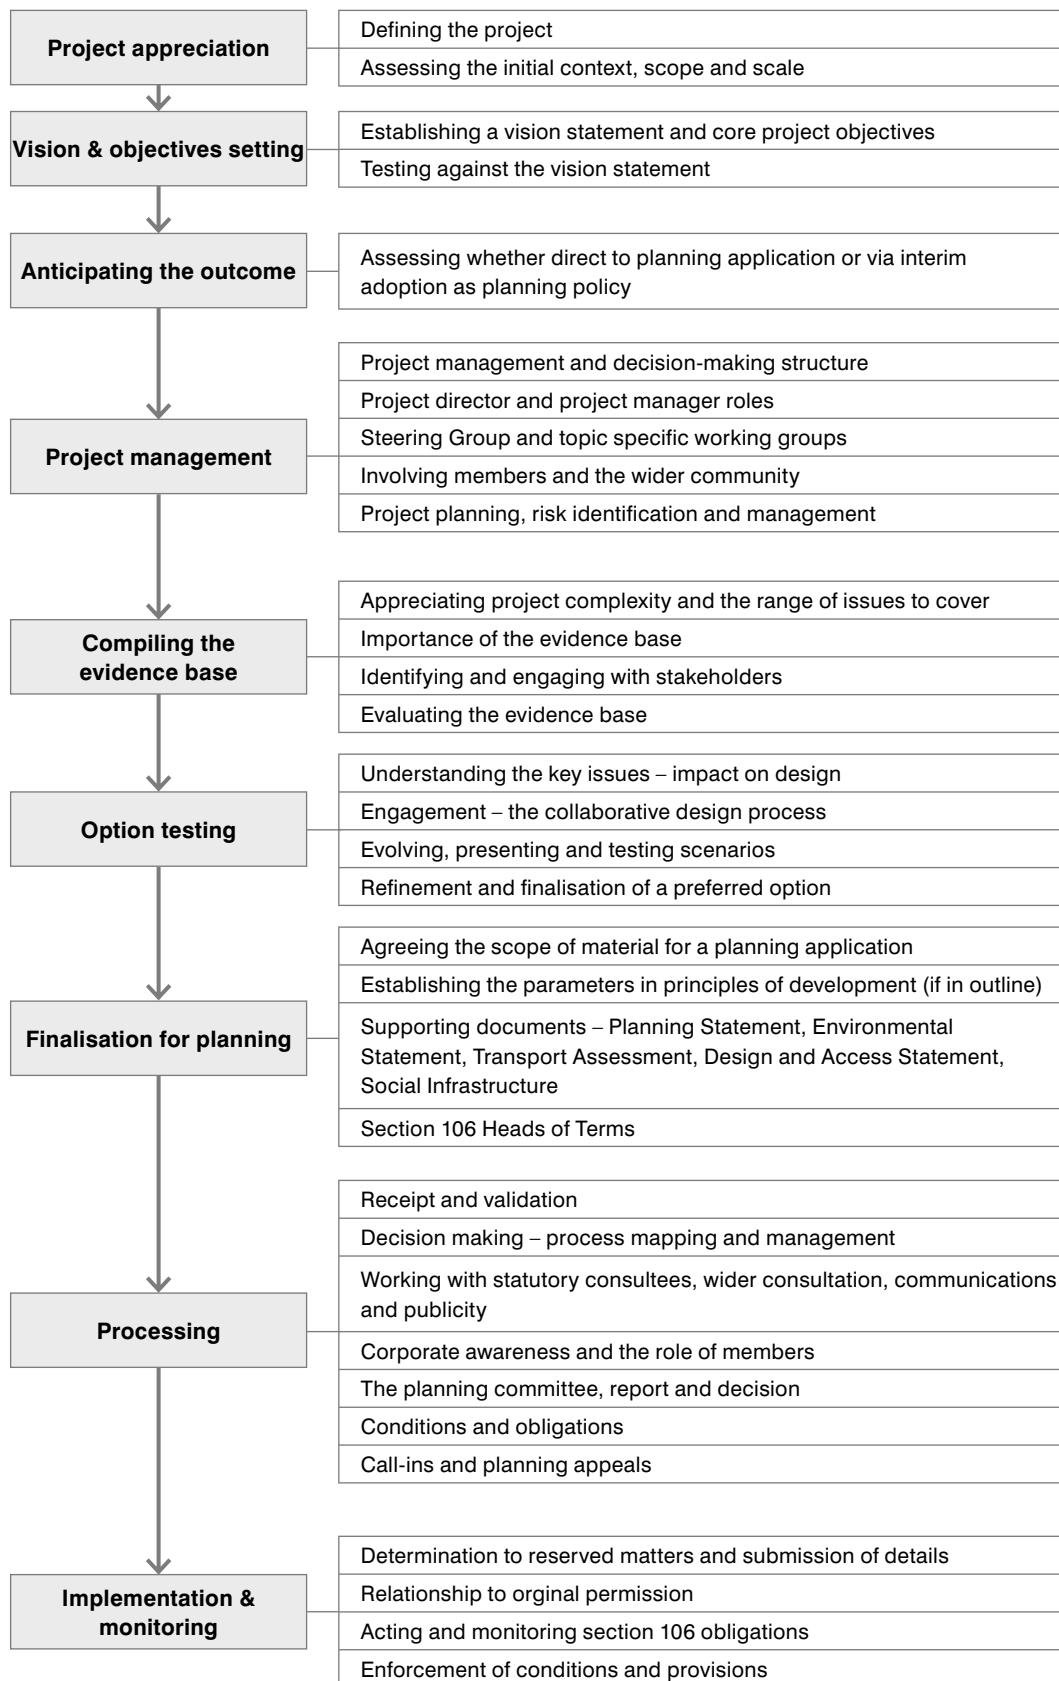 Project appreciation
Defining the project
Assessing the initial context, scope and scale
Vision & objectives setting
Establishing a vision statement and core project objectives
Testing against the vision statement
Anticipating the outcome
Assessing whether direct to planning application or via interim
adoption as planning policy
Project management
Project management and decision-making structure
Project director and project manager roles
Steering Group and topic specific working groups
Involving members and the wider community
Project planning, risk identification and management
Compiling the
evidence base
Appreciating project complexity and the range of issues to cover
Importance of the evidence base
Identifying and engaging with stakeholders
Evaluating the evidence base
Option testing
Understanding the key issues – impact on design
Engagement – the collaborative design process
Evolving, presenting and testing scenarios
Refinement and finalisation of a preferred option
Finalisation for planning
Agreeing the scope of material for a planning application
Establishing the parameters in principles of development (if in outline)
Supporting documents – Planning Statement, Environmental
Statement, Transport Assessment, Design and Access Statement,
Social Infrastructure
Section 106 Heads of Terms
Processing
Receipt and validation
Decision making – process mapping and management
Working with statutory consultees, wider consultation, communications
and publicity
Corporate awareness and the role of members
The planning committee, report and decision
Conditions and obligations
Call-ins and planning appeals
Implementation &
monitoring
Determination to reserved matters and submission of details
Relationship to orginal permission
Acting and monitoring section 106 obligations
Enforcement of conditions and provisions